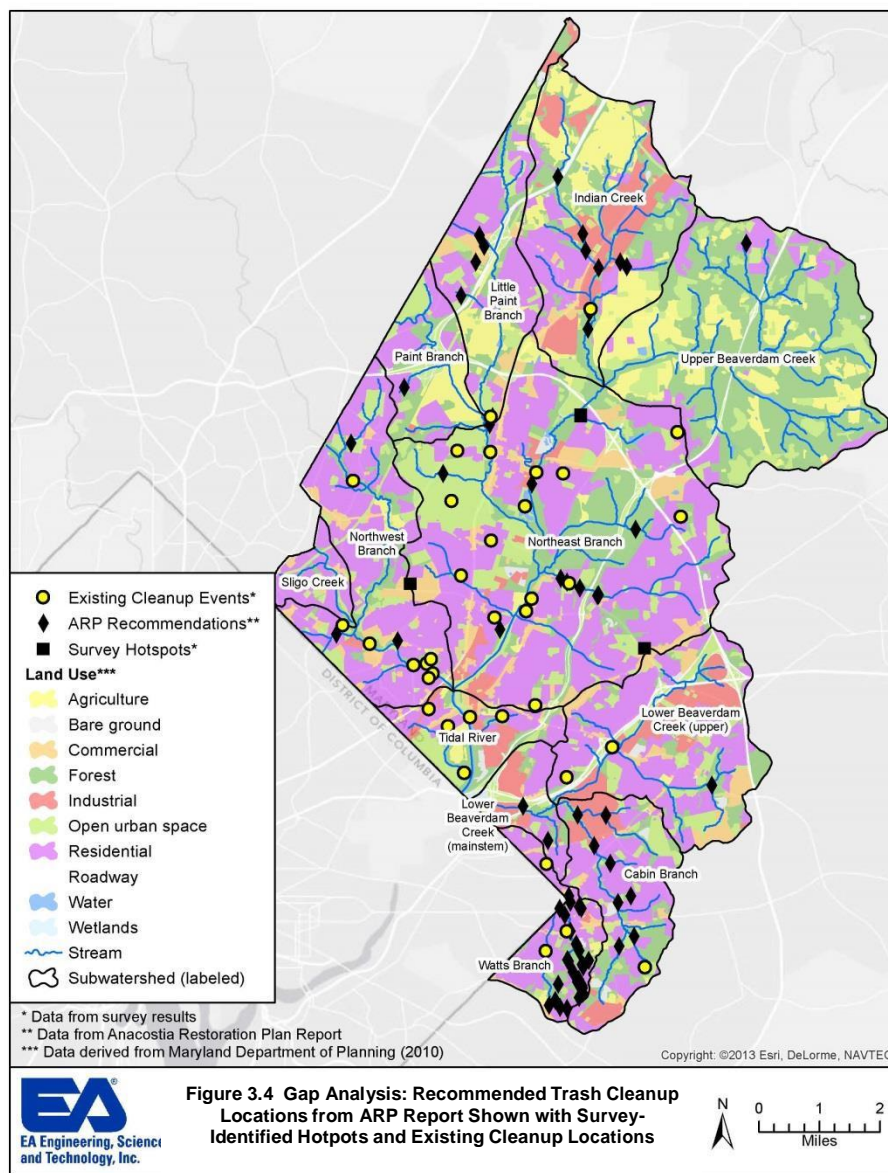 Indian Creek
Little
Paint
Branch
Paint Branch
Upper Beaverdam Creek
Northwest
Branch
Northeast Branch
Sligo Creek
MARYLAND
DISTRICT OF COLUMBIA
Tidal River
Lower Beaverdam
Creek (upper)
Lower
Beaverdam
Creek
(mainstem)
Cabin Branch
Watts Branch
Existing Cleanup Events*
ARP Recommendations**
Survey Hotspots*
Land Use***
Agriculture
Bare ground
Commercial
Forest
Industrial
Open urban space
Residential
Roadway
Water
Wetlands
Stream
Subwatershed (labeled)
* Data from survey results
** Data from Anacostia Restoration Plan Report
*** Data derived from Maryland Department of Planning (2010)
Copyright: ©2013 Esri, DeLorme, NAVTEC
EA®
EA Engineering, Science
and Technology, Inc.
Figure 3.4 Gap Analysis: Recommended Trash Cleanup
Locations from ARP Report Shown with Survey-
Identified Hotpots and Existing Cleanup Locations
N
0 1 2
Miles